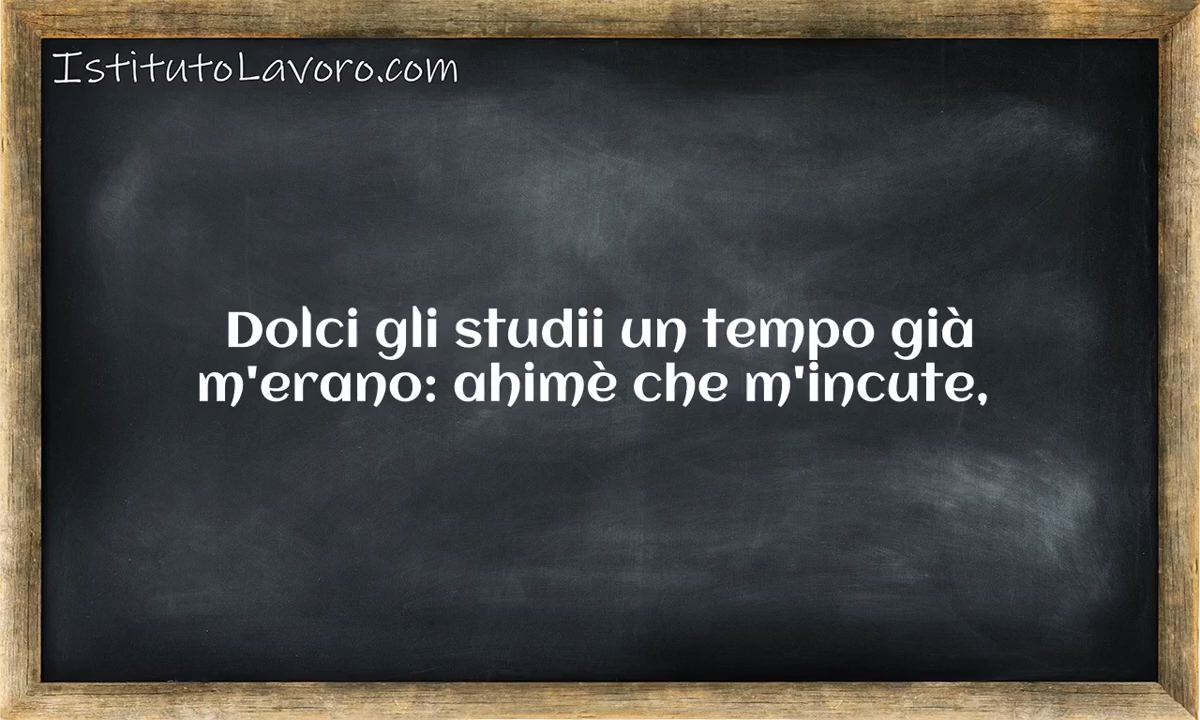 IstitutoLavoro.com
Dolci gli studii un tempo già
m'erano: ahimè che m'incute,